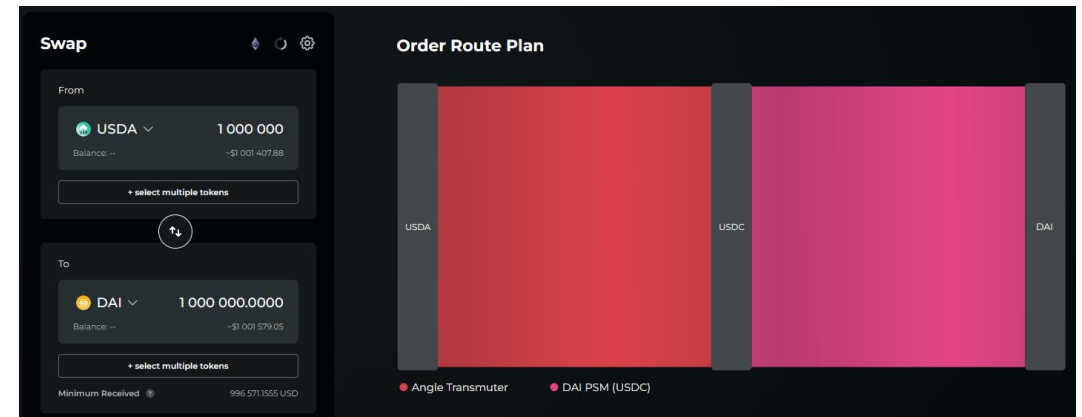 Swap
Order Route Plan
From
USDA
1 000 000
Balance: --
~$1 001 407.88
+ select multiple tokens
USDA
USDC
DAI
To
DAI
1 000 000.0000
Balance: --
~$1 001 579.05
+ select multiple tokens
Minimum Received ?
996 571.1555 USD
Angle Transmuter
DAI PSM (USDC)